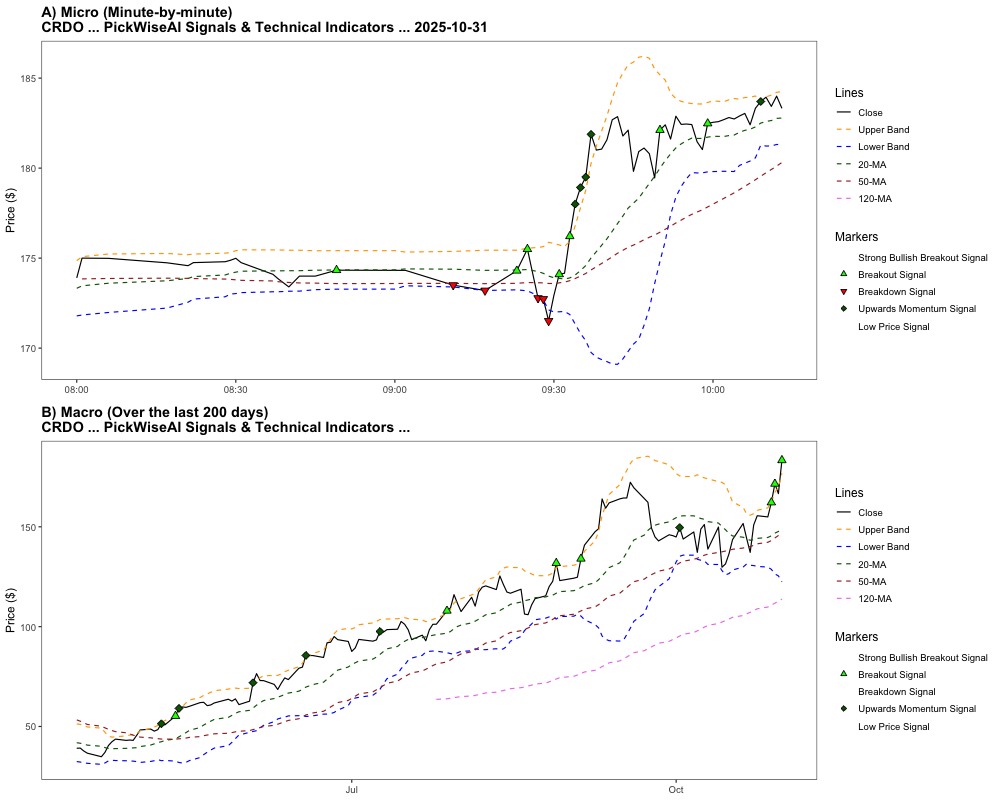 A) Micro (Minute-by-minute)
CRDO ... PickWiseAI Signals & Technical Indicators ... 2025-10-31
Price ($)
185
180
175
170
08:00
08:30
09:00
09:30
10:00
Lines
Close
Upper Band
Lower Band
20-MA
50-MA
120-MA
Markers
Strong Bullish Breakout Signal
Breakout Signal
Breakdown Signal
Upwards Momentum Signal
Low Price Signal
B) Macro (Over the last 200 days)
CRDO ... PickWiseAI Signals & Technical Indicators ...
Price ($)
150
100
50
Jul
Oct
Lines
Close
Upper Band
Lower Band
20-MA
50-MA
120-MA
Markers
Strong Bullish Breakout Signal
Breakout Signal
Breakdown Signal
Upwards Momentum Signal
Low Price Signal